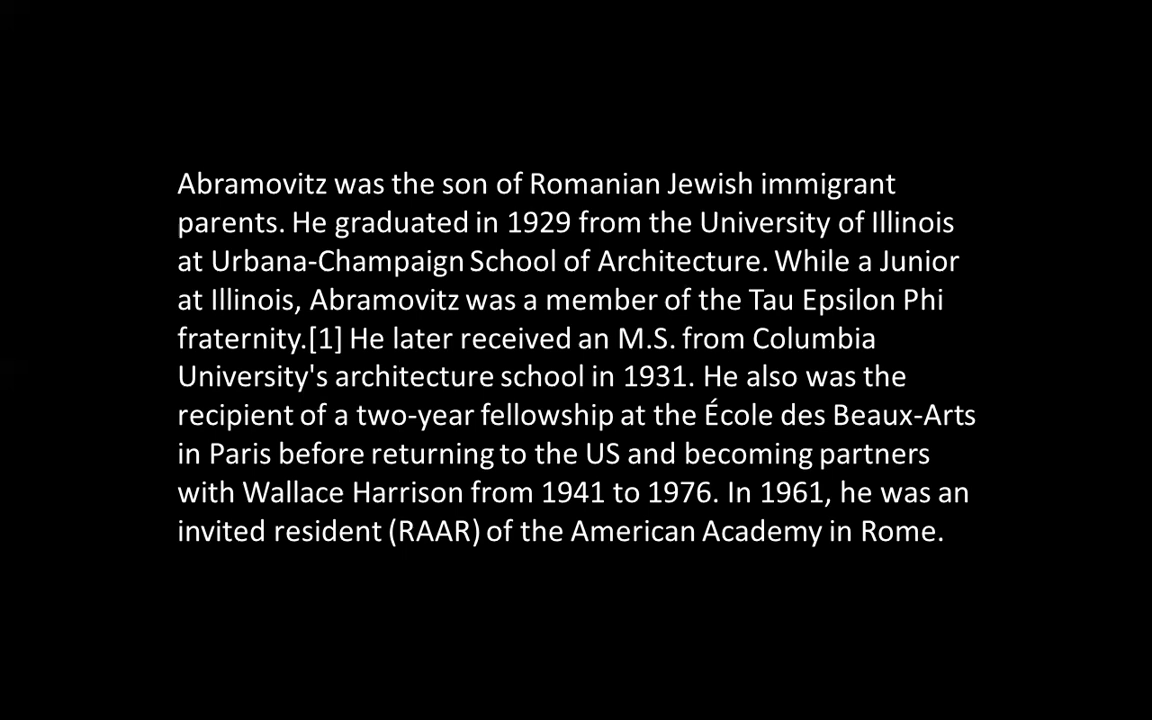 Abramovitz was the son of Romanian Jewish immigrant
parents. He graduated in 1929 from the University of Illinois
at Urbana-Champaign School of Architecture. While a Junior
at Illinois, Abramovitz was a member of the Tau Epsilon Phi
fraternity.[1] He later received an M.S. from Columbia
University's architecture school in 1931. He also was the
recipient of a two-year fellowship at the École des Beaux-Arts
in Paris before returning to the US and becoming partners
with Wallace Harrison from 1941 to 1976. In 1961, he was an
invited resident (RAAR) of the American Academy in Rome.